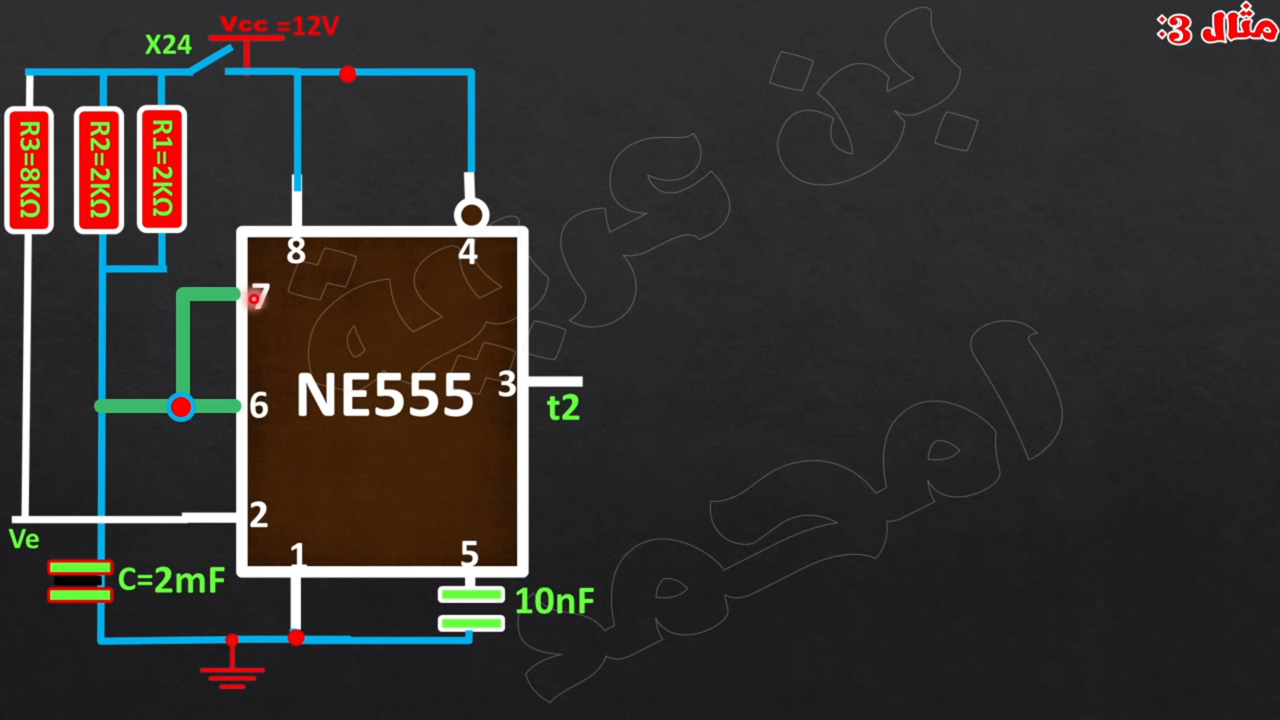 مثال 3:
Vcc =12V
X24
R3=8KΩ
R2=2KΩ
R1=2KΩ
8
4
7
6
NE555
3
t2
2
Ve
1
5
C=2mF
10nF